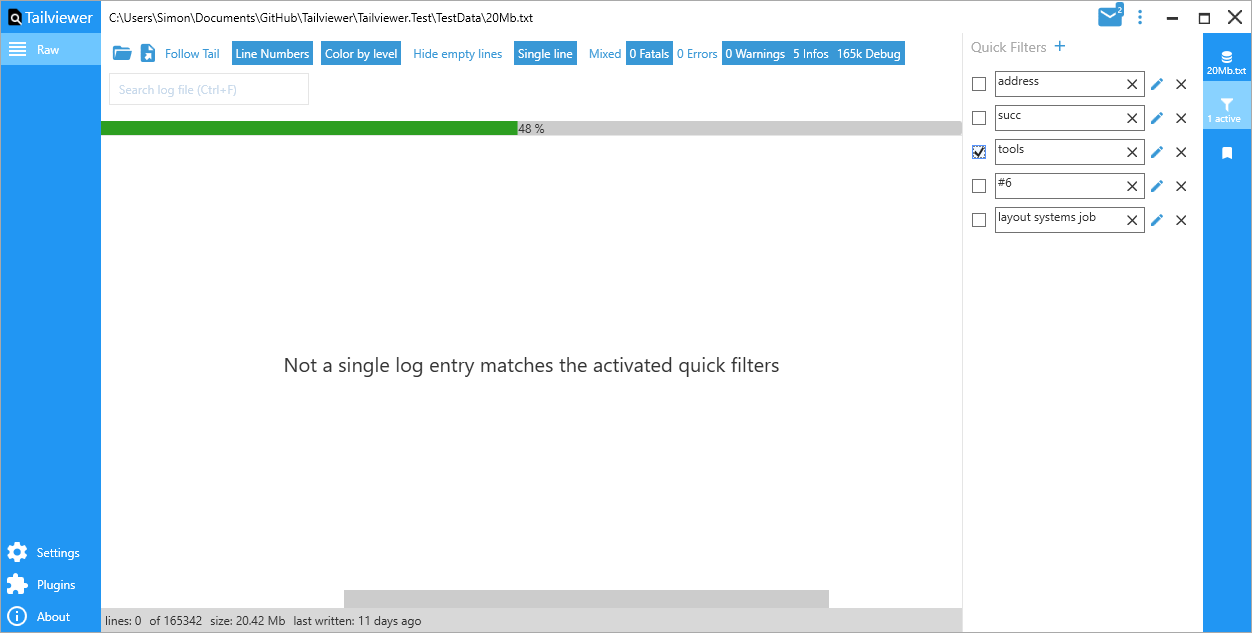 Tailviewer
C:\Users\Simon\Documents\GitHub\Tailviewer\Tailviewer.Test\TestData\20Mb.txt
2
Raw
Follow Tail Line Numbers Color by level Hide empty lines Single line Mixed 0 Fatals 0 Errors 0 Warnings 5 Infos 165k Debug
Search log file (Ctrl+F)
48 %
Not a single log entry matches the activated quick filters
Quick Filters +
address
succ
tools
#6
layout systems job
20Mb.txt
1 active
Settings
Plugins
About
lines: 0 of 165342 size: 20.42 Mb last written: 11 days ago